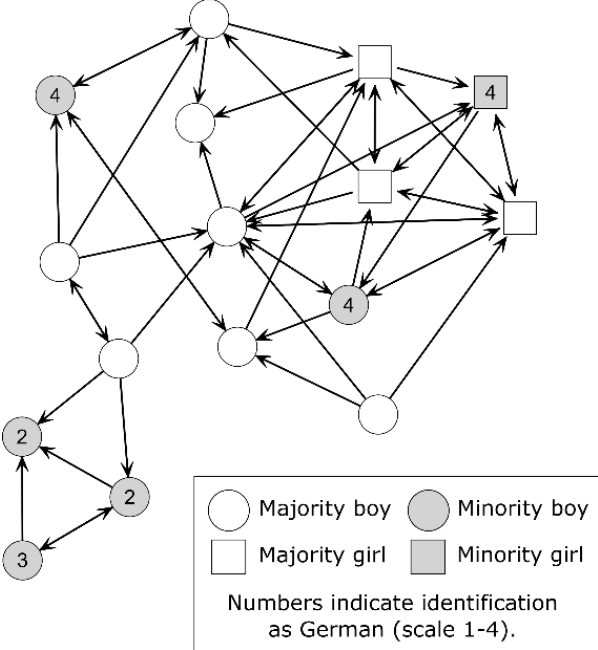 4
4
4
2
2
3
Majority boy
Minority boy
Majority girl
Minority girl
Numbers indicate identification
as German (scale 1-4).